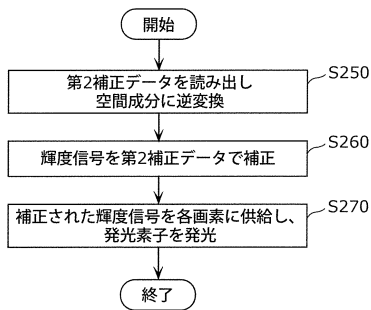 開始
第2補正データを読み出し
空間成分に逆変換
S250
輝度信号を第2補正データで補正
S260
補正された輝度信号を各画素に供給し、
発光素子を発光
S270
終了